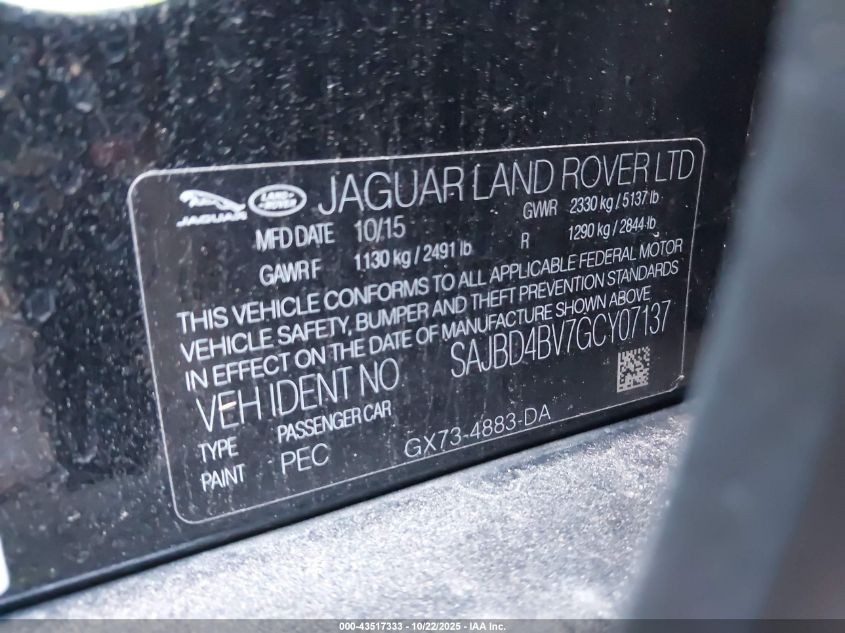 JAGUAR LAND ROVER JAGUAR LAND ROVER LTD
MFD DATE 10/15 GVWR 2330 kg / 5137 lb
GAWR F 1130 kg / 2491 lb R 1290 kg / 2844 lb
THIS VEHICLE CONFORMS TO ALL APPLICABLE FEDERAL MOTOR
VEHICLE SAFETY, BUMPER AND THEFT PREVENTION STANDARDS
IN EFFECT ON THE DATE OF MANUFACTURE SHOWN ABOVE
VEH IDENT NO SAJBD4BV7GCY07137
TYPE PASSENGER CAR
PAINT PEC GX73-4883-DA
000-43517333 - 10/22/2025 - IAA Inc.